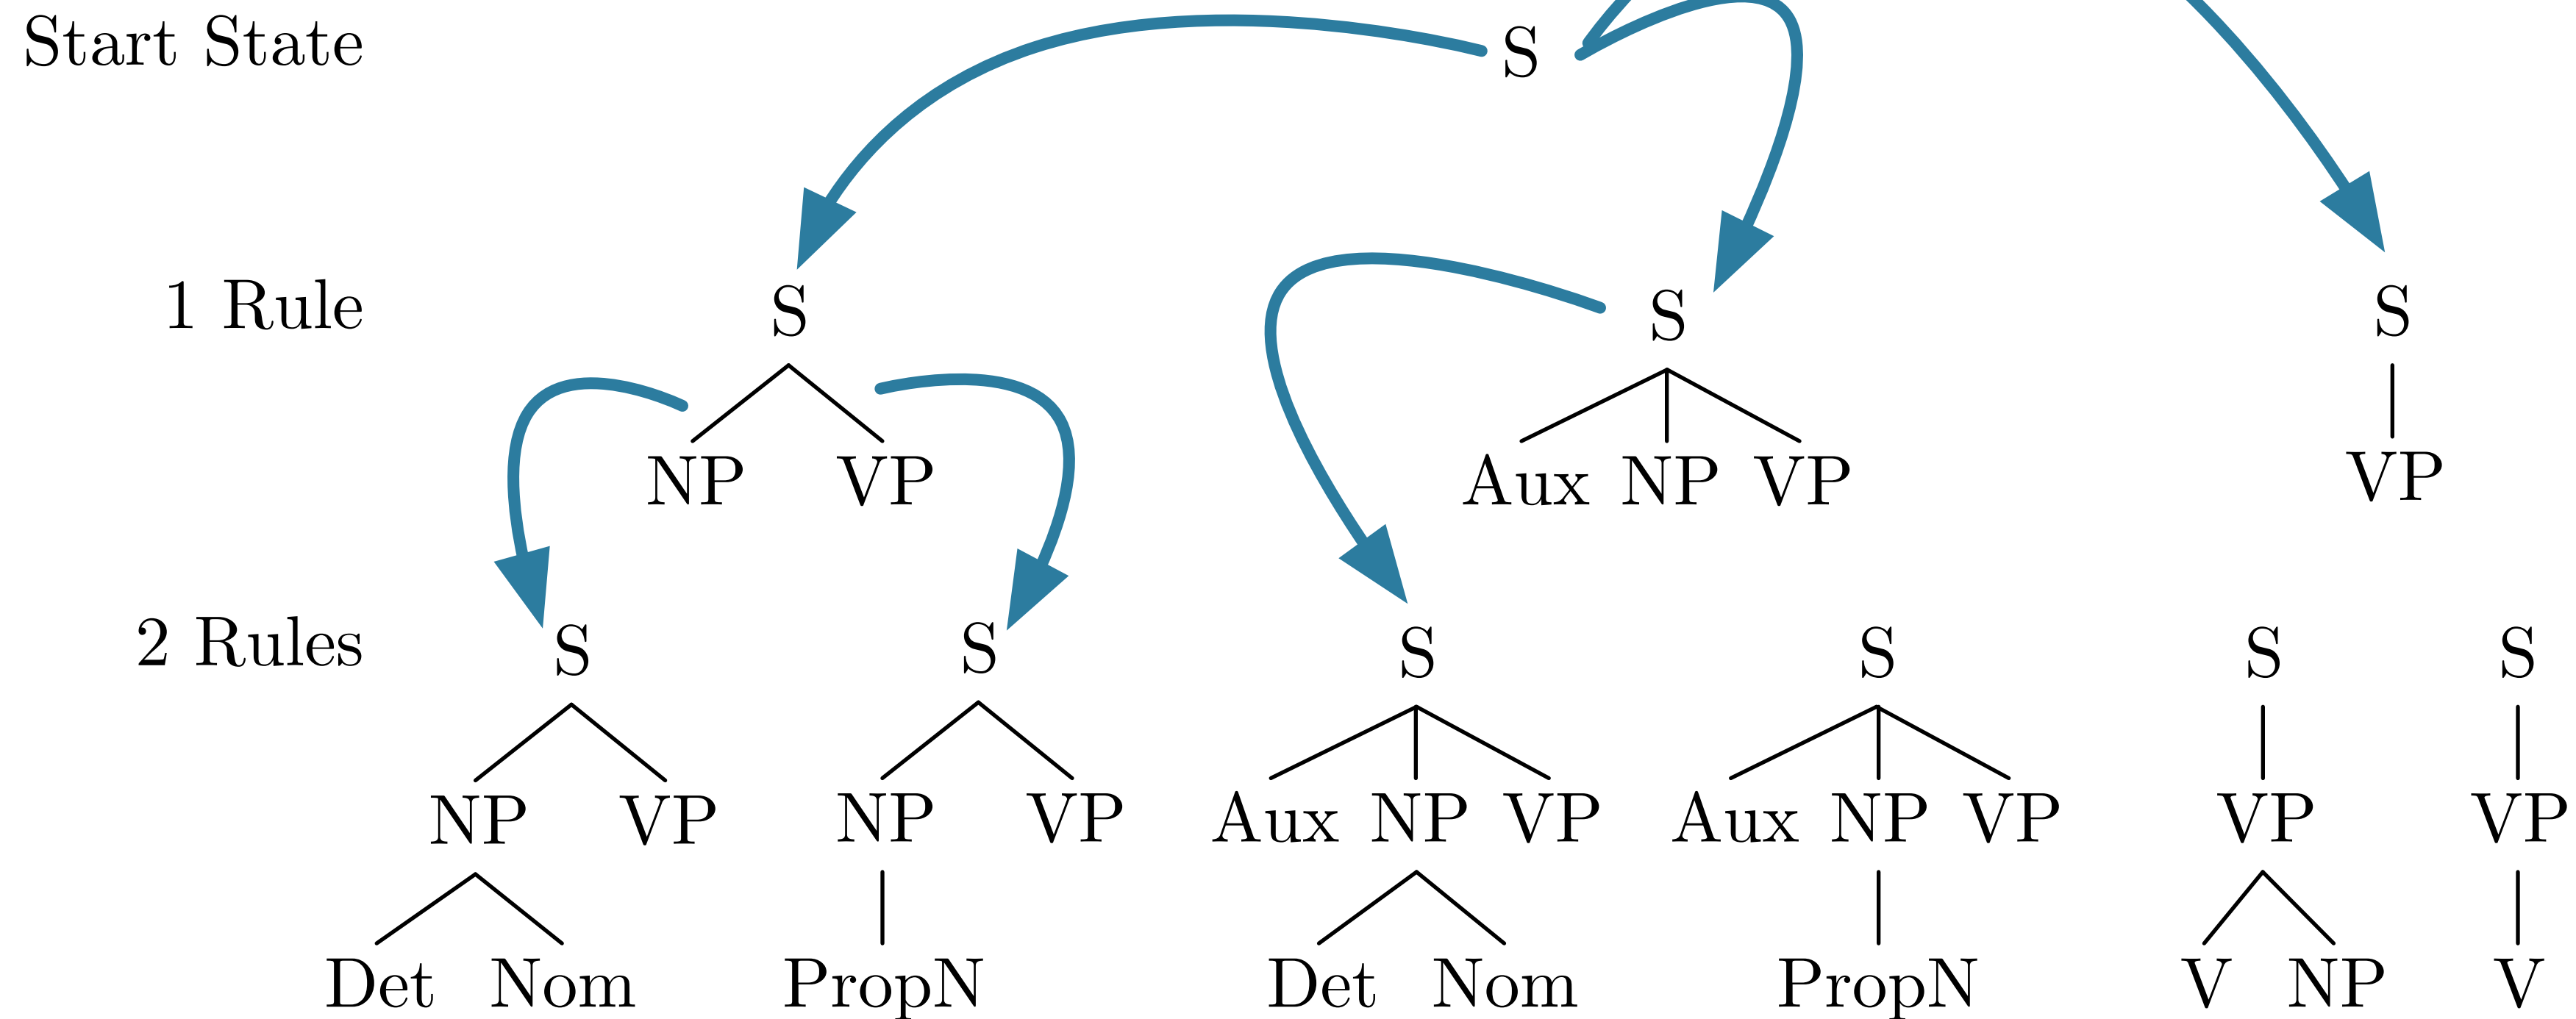 Start State S
1 Rule S S S
NP VP Aux NP VP VP
2 Rules S S S S S S
NP VP NP VP Aux NP VP Aux NP VP VP VP
Det Nom PropN Det Nom PropN V NP V